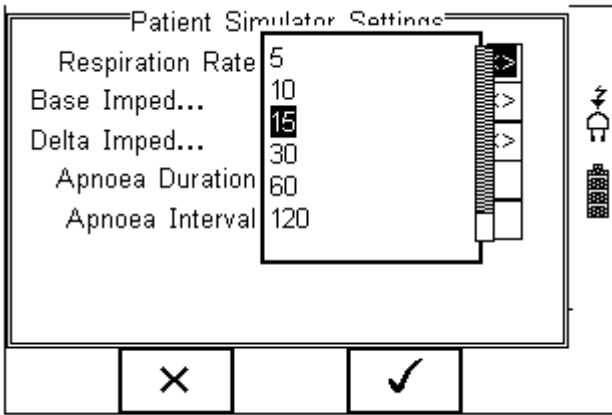 Patient Simulator Settings
Respiration Rate 5 <>
10
Base Imped... <>
15
Delta Imped... <>
30
Apnoea Duration 60
Apnoea Interval 120